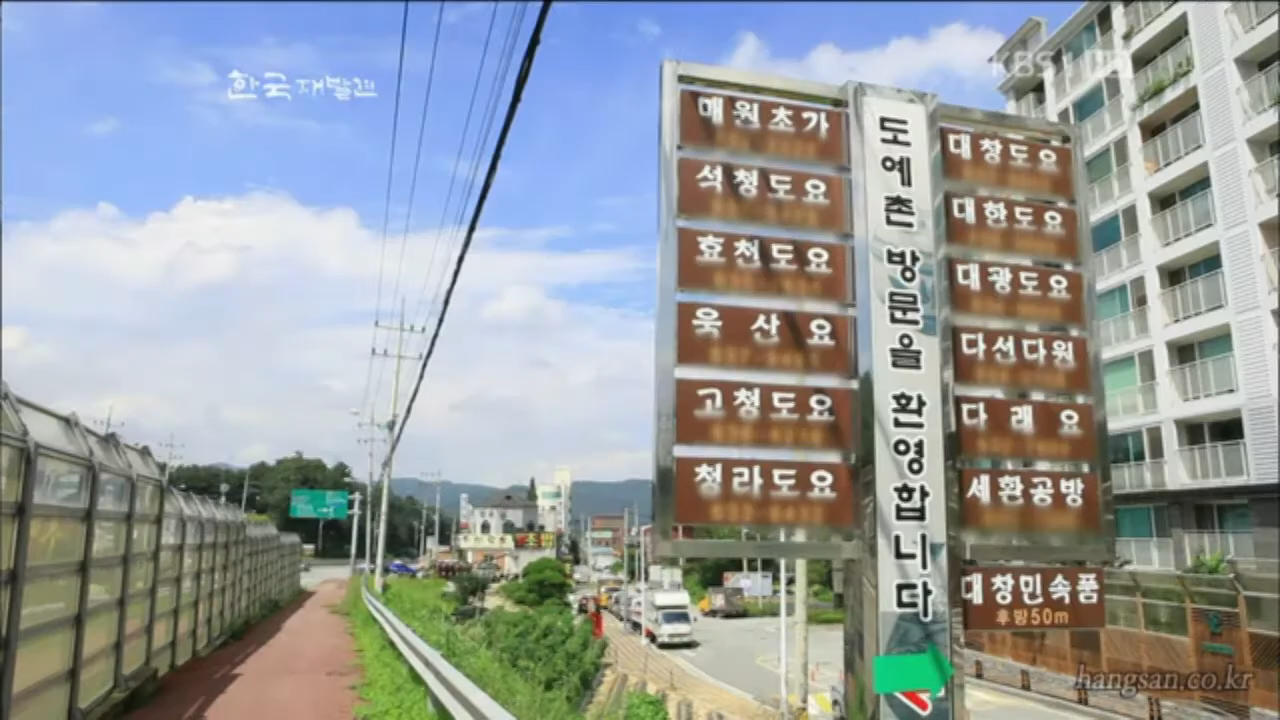 한국재발견
KBS 1
매원초가
석청도요
효천도요
욱산요
고청도요
청라도요
도예촌 방문을 환영합니다
대창도요
대한도요
대광도요
다선다원
다래요
세환공방
대창민속품
후방50m
hangsan.co.kr